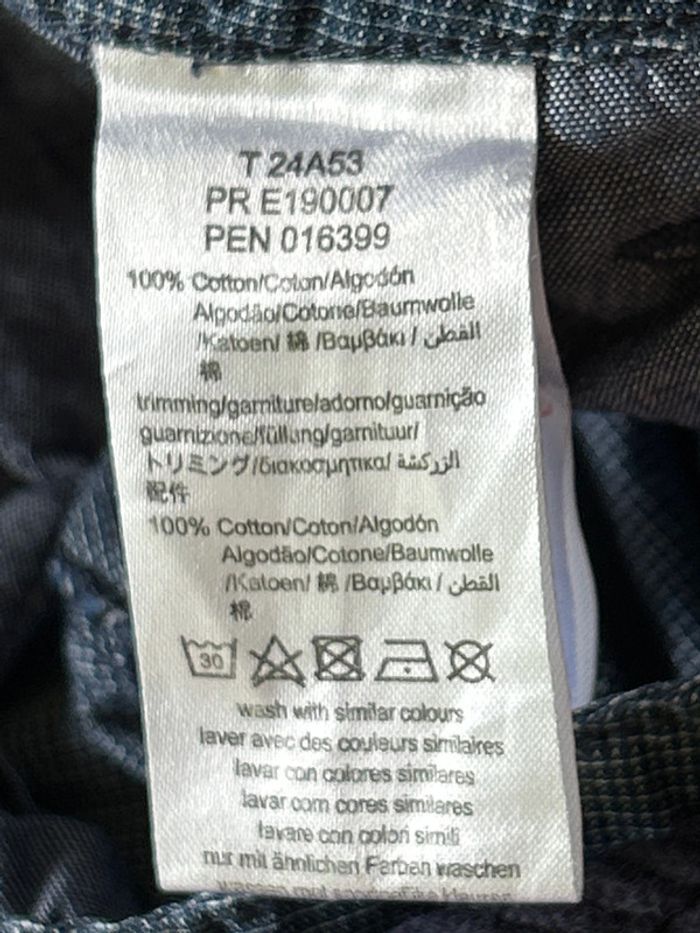 T 24A53
PR E190007
PEN 016399
100% Cotton/Coton/Algodón
Algodão/Cotone/Baumwolle
/Katoen/ 綿 /Βαμβάκι / القطن
棉
trimming/garniture/adorno/guarnição
guarnizione/füllung/garnituur/
トリミング/διακοσμητικα/ الزركشة
配件
100% Cotton/Coton/Algodón
Algodão/Cotone/Baumwolle
/Katoen/ 綿 /Βαμβάκι / القطن
棉
30
wash with similar colours
laver avec des couleurs similaires
lavar con colores similares
lavar com cores similares
lavare con colori simili
nur mit ähnlichen Farben waschen